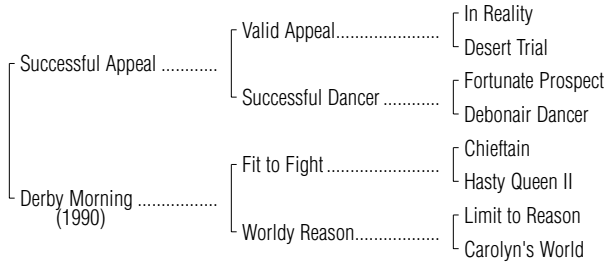 In Reality
Valid Appeal
Desert Trial
Successful Appeal
Fortunate Prospect
Successful Dancer
Debonair Dancer
Chieftain
Fit to Fight
Hasty Queen II
Derby Morning
(1990)
Limit to Reason
Worldy Reason
Carolyn's World